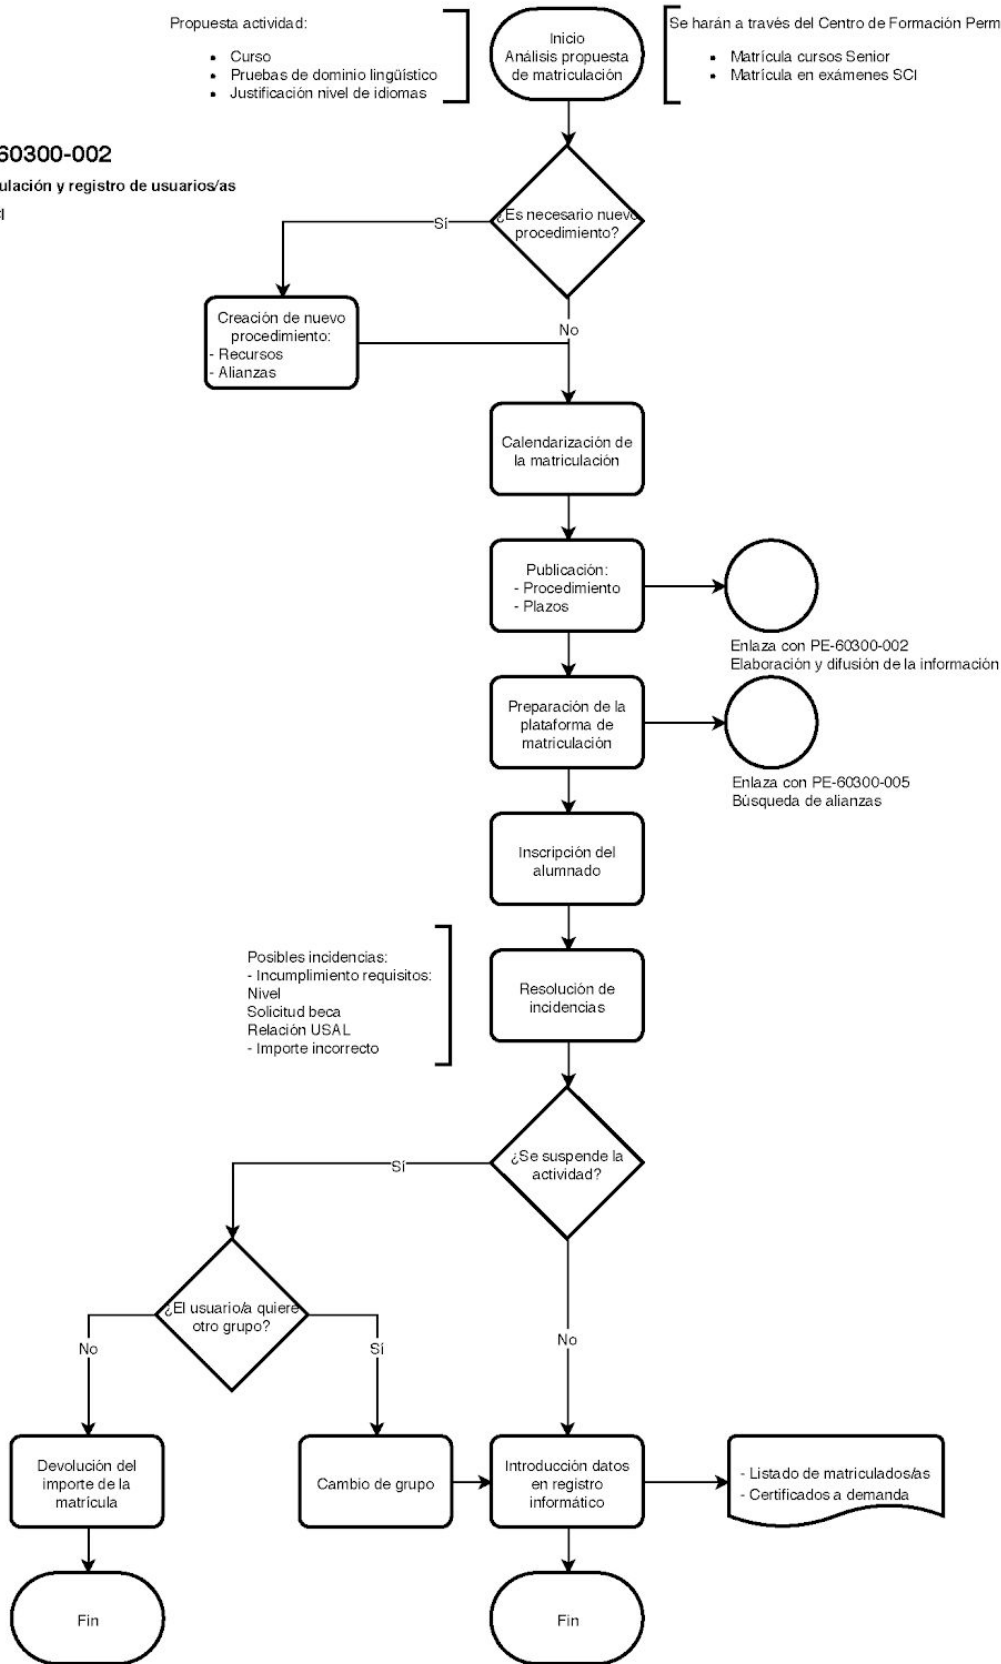 Propuesta actividad:
• Curso
• Pruebas de dominio lingüístico
• Justificación nivel de idiomas
Inicio
Análisis propuesta
de matriculación
Se harán a través del Centro de Formación Perm
• Matrícula cursos Senior
• Matrícula en exámenes SCI
60300-002
ulación y registro de usuarios/as
¿Es necesario nuevo
procedimiento?
Sí
No
Creación de nuevo
procedimiento:
- Recursos
- Alianzas
Calendarización de
la matriculación
Publicación:
- Procedimiento
- Plazos
Enlaza con PE-60300-002
Elaboración y difusión de la información
Preparación de la
plataforma de
matriculación
Enlaza con PE-60300-005
Búsqueda de alianzas
Inscripción del
alumnado
Posibles incidencias:
- Incumplimiento requisitos:
Nivel
Solicitud beca
Relación USAL
- Importe incorrecto
Resolución de
incidencias
¿Se suspende la
actividad?
Sí
No
¿El usuario/a quiere
otro grupo?
No
Sí
Devolución del
importe de la
matrícula
Cambio de grupo
Introducción datos
en registro
informático
- Listado de matriculados/as
- Certificados a demanda
Fin
Fin